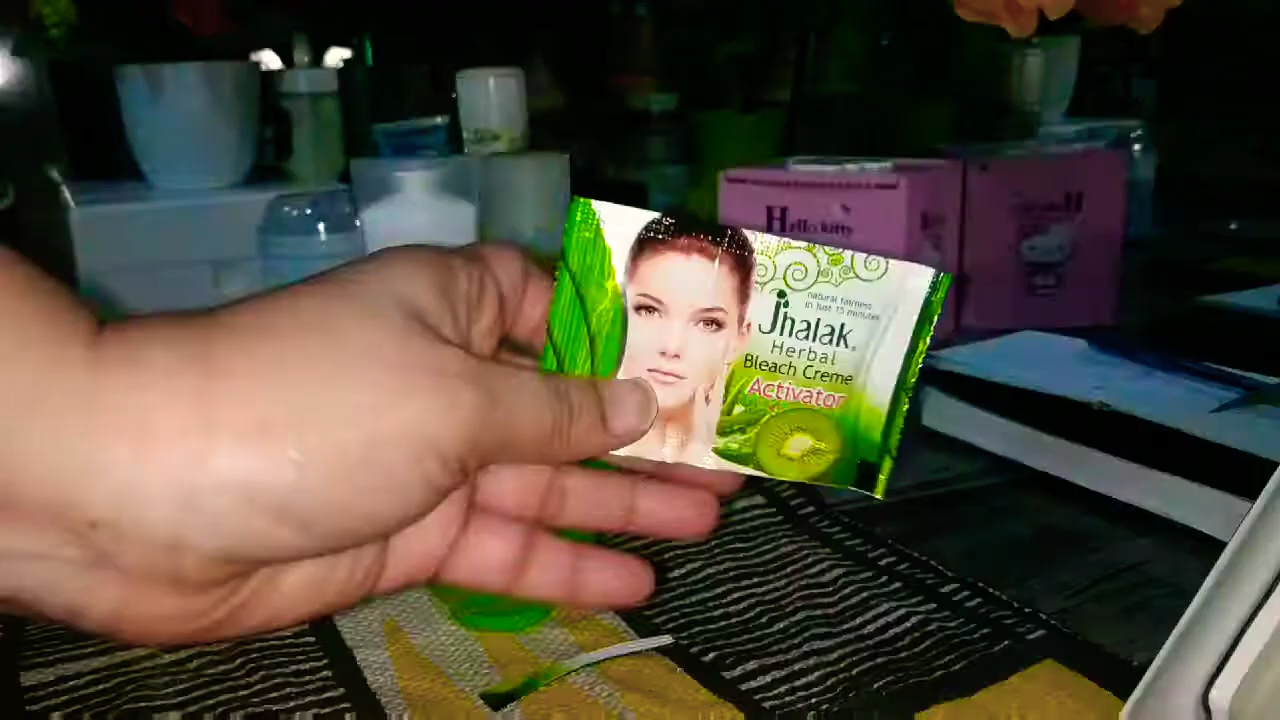 Hello kitty
natural fairness
in just 15 minutes
Jhalak
Herbal
Bleach Creme
Activator